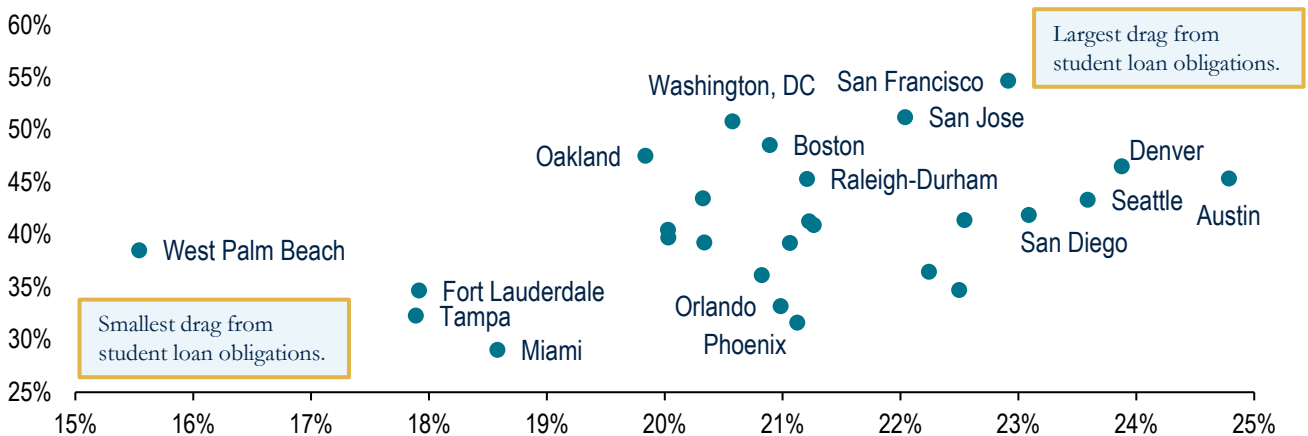 60%
Largest drag from
student loan obligations.
55%
San Francisco
Washington, DC
50%
San Jose
Boston
Oakland
Denver
45%
Raleigh-Durham
Seattle
Austin
40%
San Diego
West Palm Beach
35%
Fort Lauderdale
Orlando
Smallest drag from
student loan obligations.
Tampa
30%
Phoenix
Miami
25%
15%
16%
17%
18%
19%
20%
21%
22%
23%
24%
25%